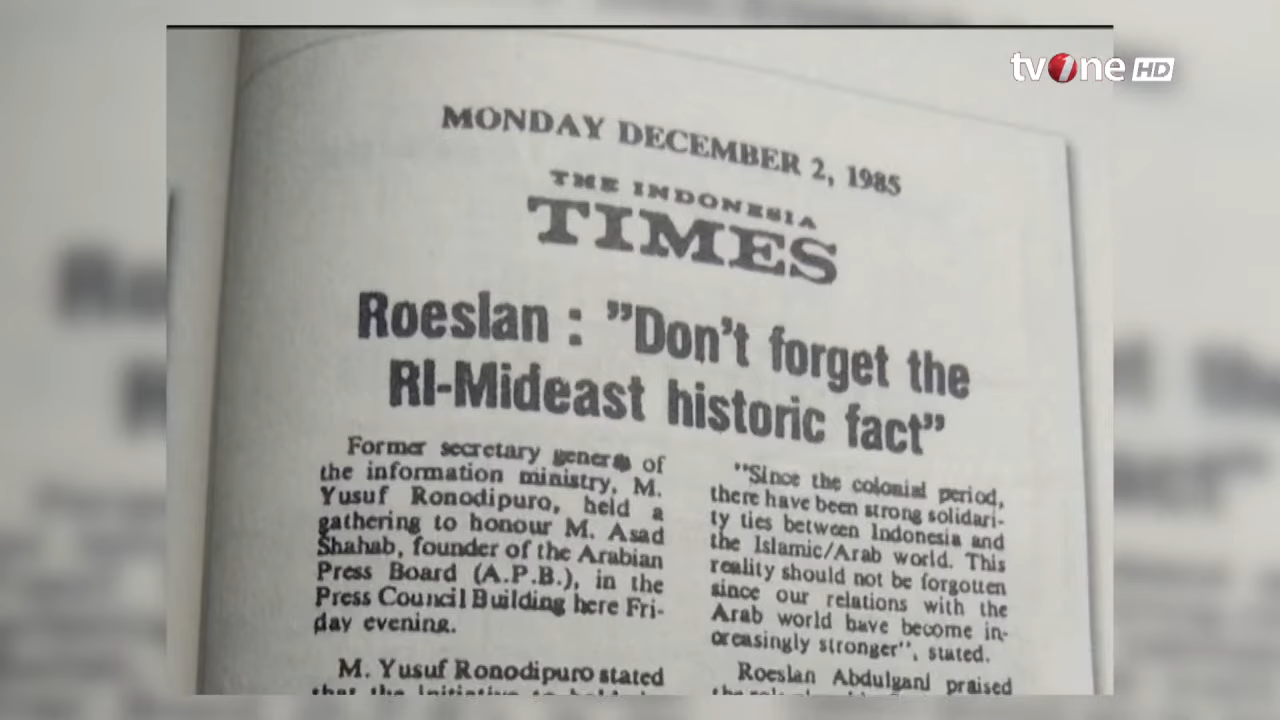 tvOne HD
MONDAY DECEMBER 2, 1985
THE INDONESIA
TIMES
Roeslan : "Don't forget the
RI-Mideast historic fact"
Former secretary of
the information ministry, M.
Yusuf Ronodipuro, held a
gathering to honour M. Asad
Shahab, founder of the Arabian
Press Board (A.P.B.), in the
Press Council Building here Fri-
day evening.
M. Yusuf Ronodipuro stated
that the initiative to
"Since the colonial period,
there have been strong solidari-
ty ties between Indonesia and
the Islamic/Arab world. This
reality should not be forgotten
since our relations with the
Arab world have become in-
creasingly stronger", stated.
Roeslan Abdulgani praised